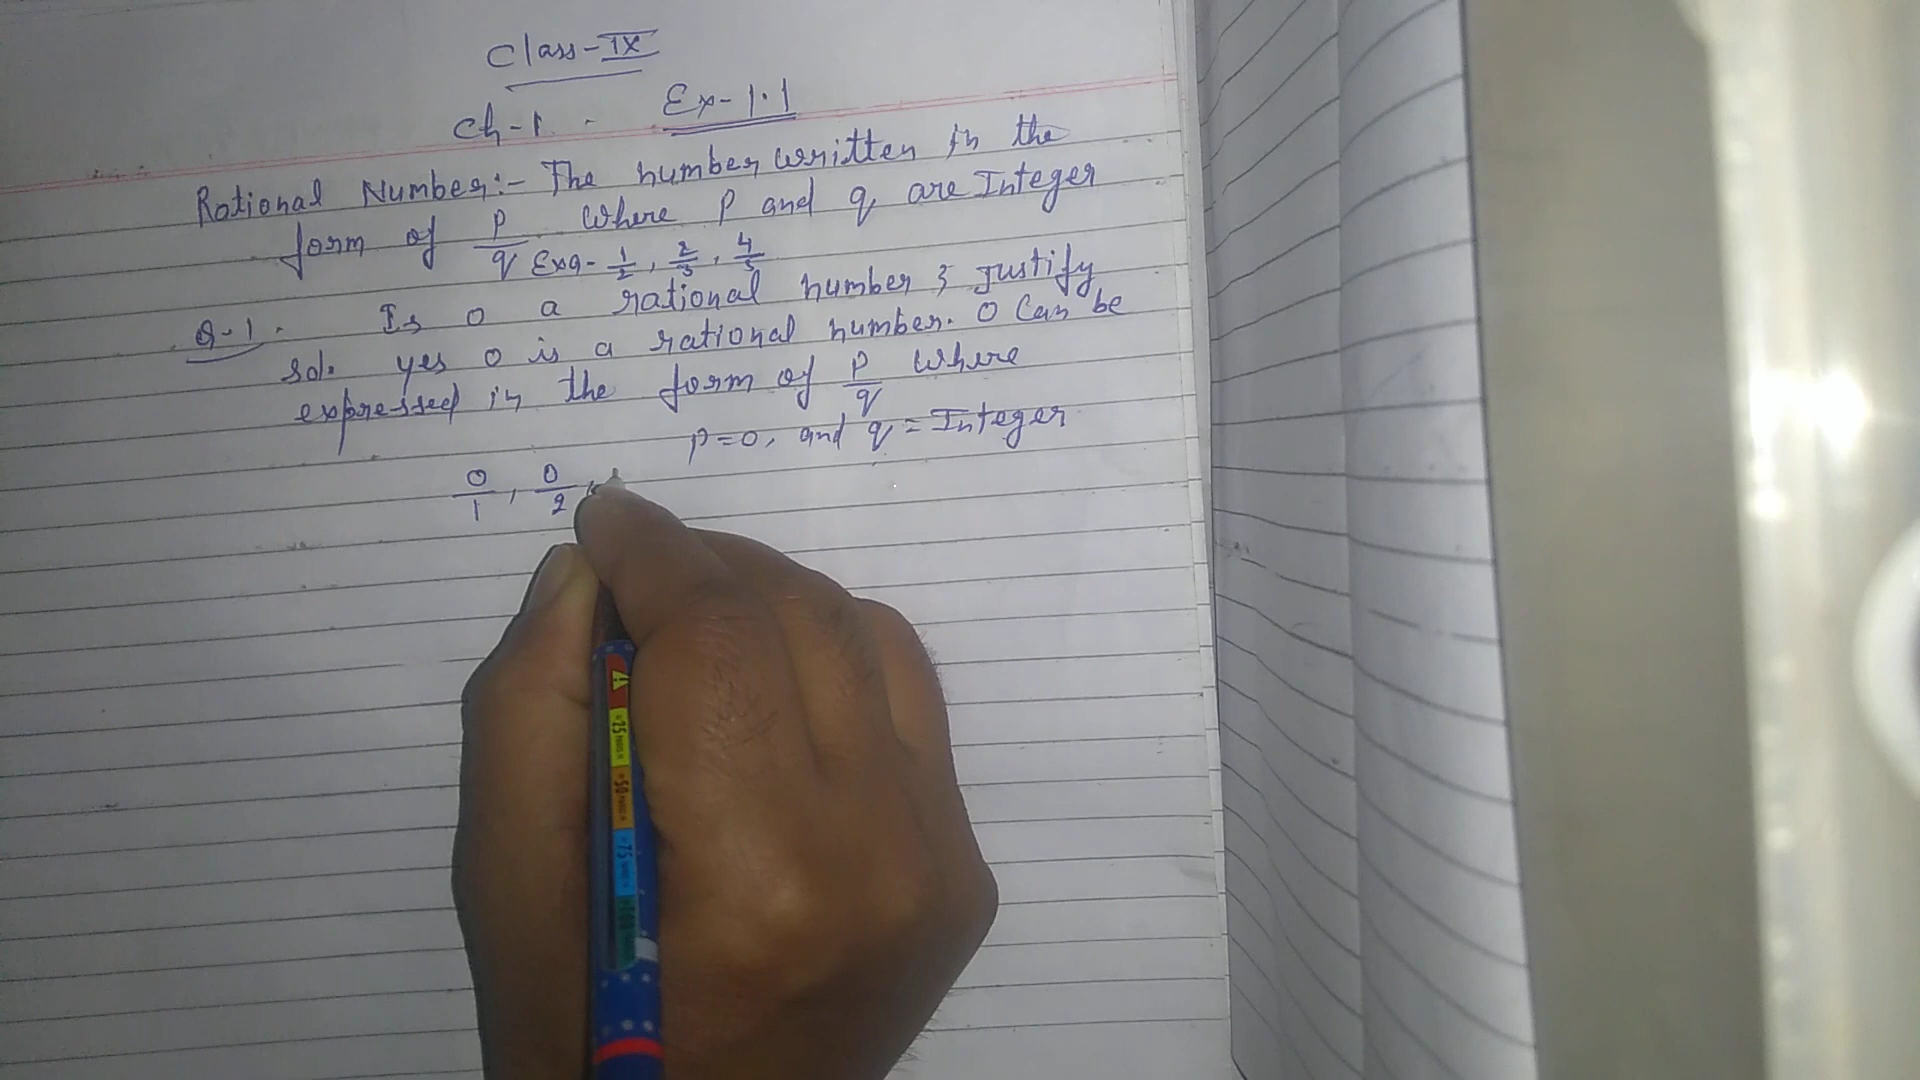 Class-IX
Ch-1. Ex-1.1
Rational Number:- The number written in the
form of p/q where p and q are Integer
Exa- 1/2, 2/3, 4/5
Q-1. Is 0 a rational number & Justify
sol. yes 0 is a rational number. 0 Can be
expressed in the form of p/q where
p=0, and q = Integer
0/1, 0/2,